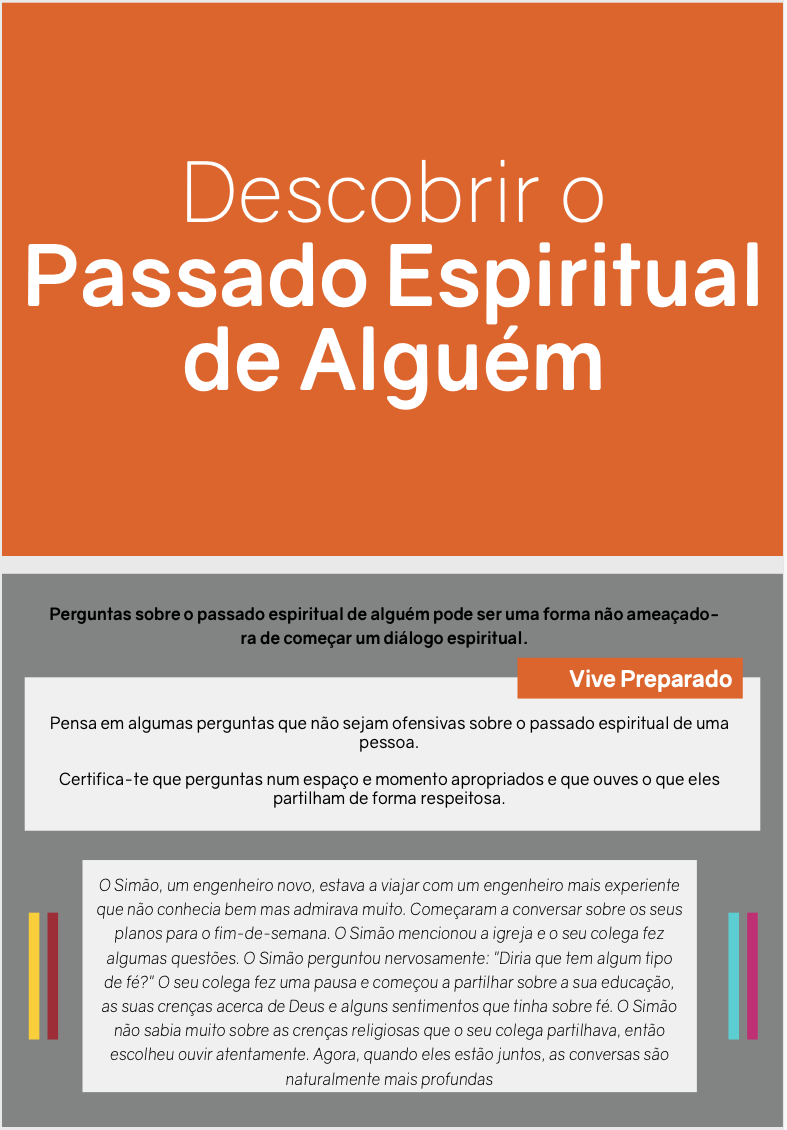 Descobrir o
Passado Espiritual
de Alguém
Perguntas sobre o passado espiritual de alguém pode ser uma forma não ameaçado-
ra de começar um diálogo espiritual.
Vive Preparado
Pensa em algumas perguntas que não sejam ofensivas sobre o passado espiritual de uma
pessoa.
Certifica-te que perguntas num espaço e momento apropriados e que ouves o que eles
partilham de forma respeitosa.
O Simão, um engenheiro novo, estava a viajar com um engenheiro mais experiente
que não conhecia bem mas admirava muito. Começaram a conversar sobre os seus
planos para o fim-de-semana. O Simão mencionou a igreja e o seu colega fez
algumas questões. O Simão perguntou nervosamente: "Diria que tem algum tipo
de fé?" O seu colega fez uma pausa e começou a partilhar sobre a sua educação,
as suas crenças acerca de Deus e alguns sentimentos que tinha sobre fé. O Simão
não sabia muito sobre as crenças religiosas que o seu colega partilhava, então
escolheu ouvir atentamente. Agora, quando eles estão juntos, as conversas são
naturalmente mais profundas